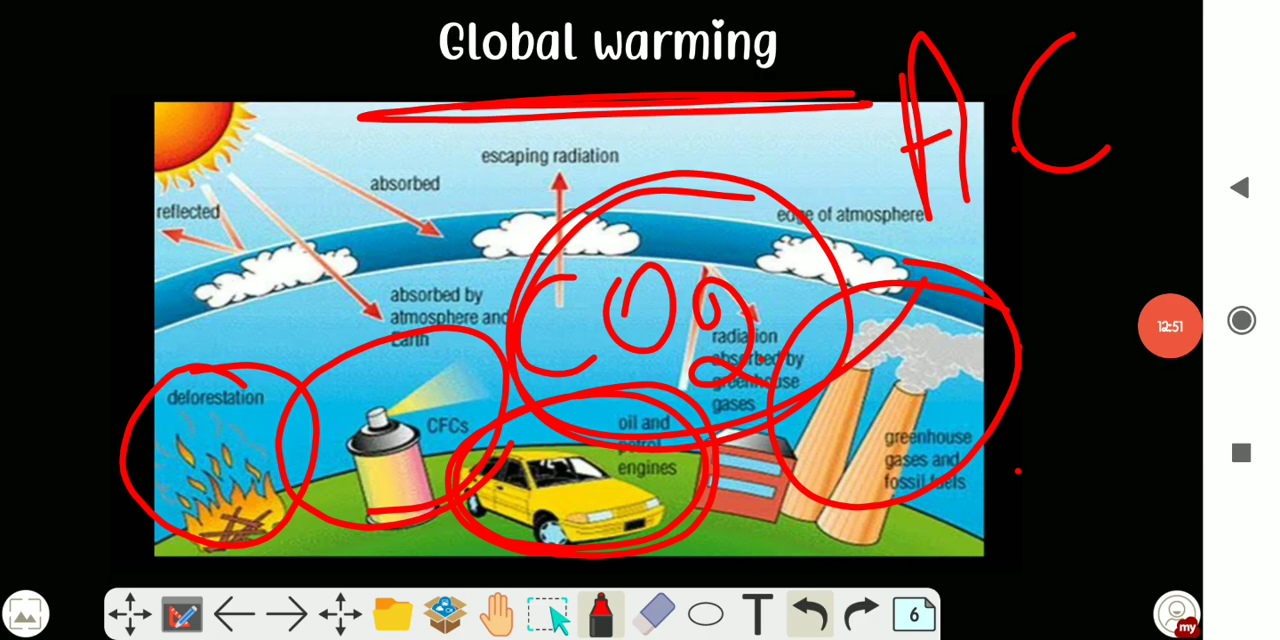 Global warming
AC
escaping radiation
absorbed
reflected
edge of atmosphere
CO2
absorbed by
atmosphere and
Earth
radiation
absorbed by
greenhouse
gases
deforestation
CFCs
oil and
petrol
engines
greenhouse
gases and
fossil fuels
12:51
T
6
my